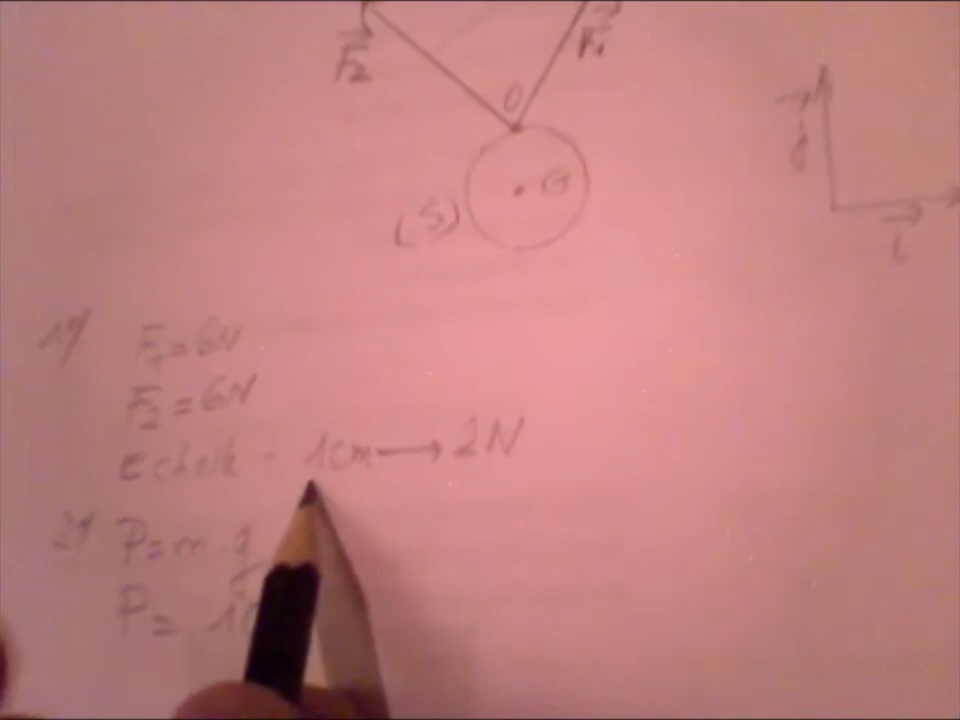 F₂ F₁
O
G
j
(S)
i
1°/ F₁ = 6N
F₂ = 6N
Echelle - 1cm → 2N
2°/ P = m.g
P =